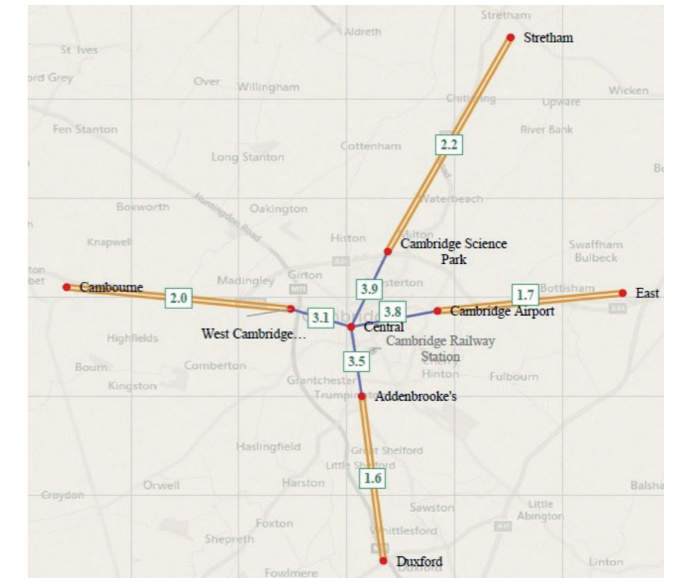 Stretham
Aldreth
Stretham
St. Ives
ord Grey
Over
Willingham
Wicken
Upware
Fen Stanton
River Bank
2.2
Cottenham
Long Stanton
Waterbeach
Boxworth
Oakington
Huntingdon Road
Histon
Milton
Knapwell
Cambridge Science
Park
Swaffham
Bulbeck
Girton
Madingley
Cambourne
2.0
3.9
1.7
Bottisham
East
3.1
3.8
Cambridge Airport
West Cambridge...
Central
Highfields
3.5
Cambridge Railway
Station
Bourn
Comberton
Hinton
Fulbourn
Kingston
Grantchester
Addenbrooke's
Haslingfield
Great Shelford
Little Shelford
1.6
Orwell
Harston
Croydon
Sawston
Little
Abington
Balsha
Foxton
Whittlesford
Shepreth
Duxford
Linton
Fowlmere